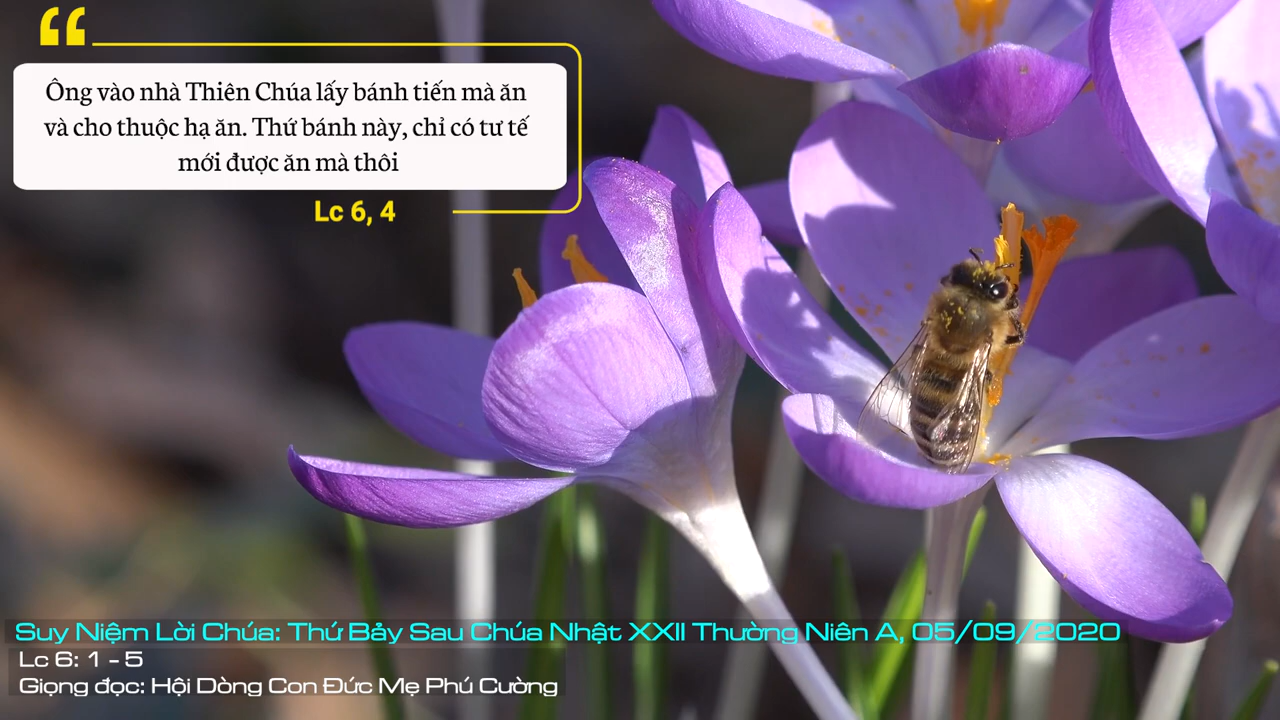 Ông vào nhà Thiên Chúa lấy bánh tiến mà ăn
và cho thuộc hạ ăn. Thứ bánh này, chỉ có tư tế
mới được ăn mà thôi
Lc 6, 4
Suy Niệm Lời Chúa: Thứ Bảy Sau Chúa Nhật XXII Thường Niên A, 05/09/2020
Lc 6: 1 - 5
Giọng đọc: Hội Dòng Con Đức Mẹ Phú Cường